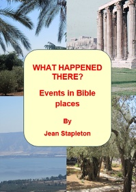 WHAT HAPPENED
THERE?
Events in Bible
places
By
Jean Stapleton